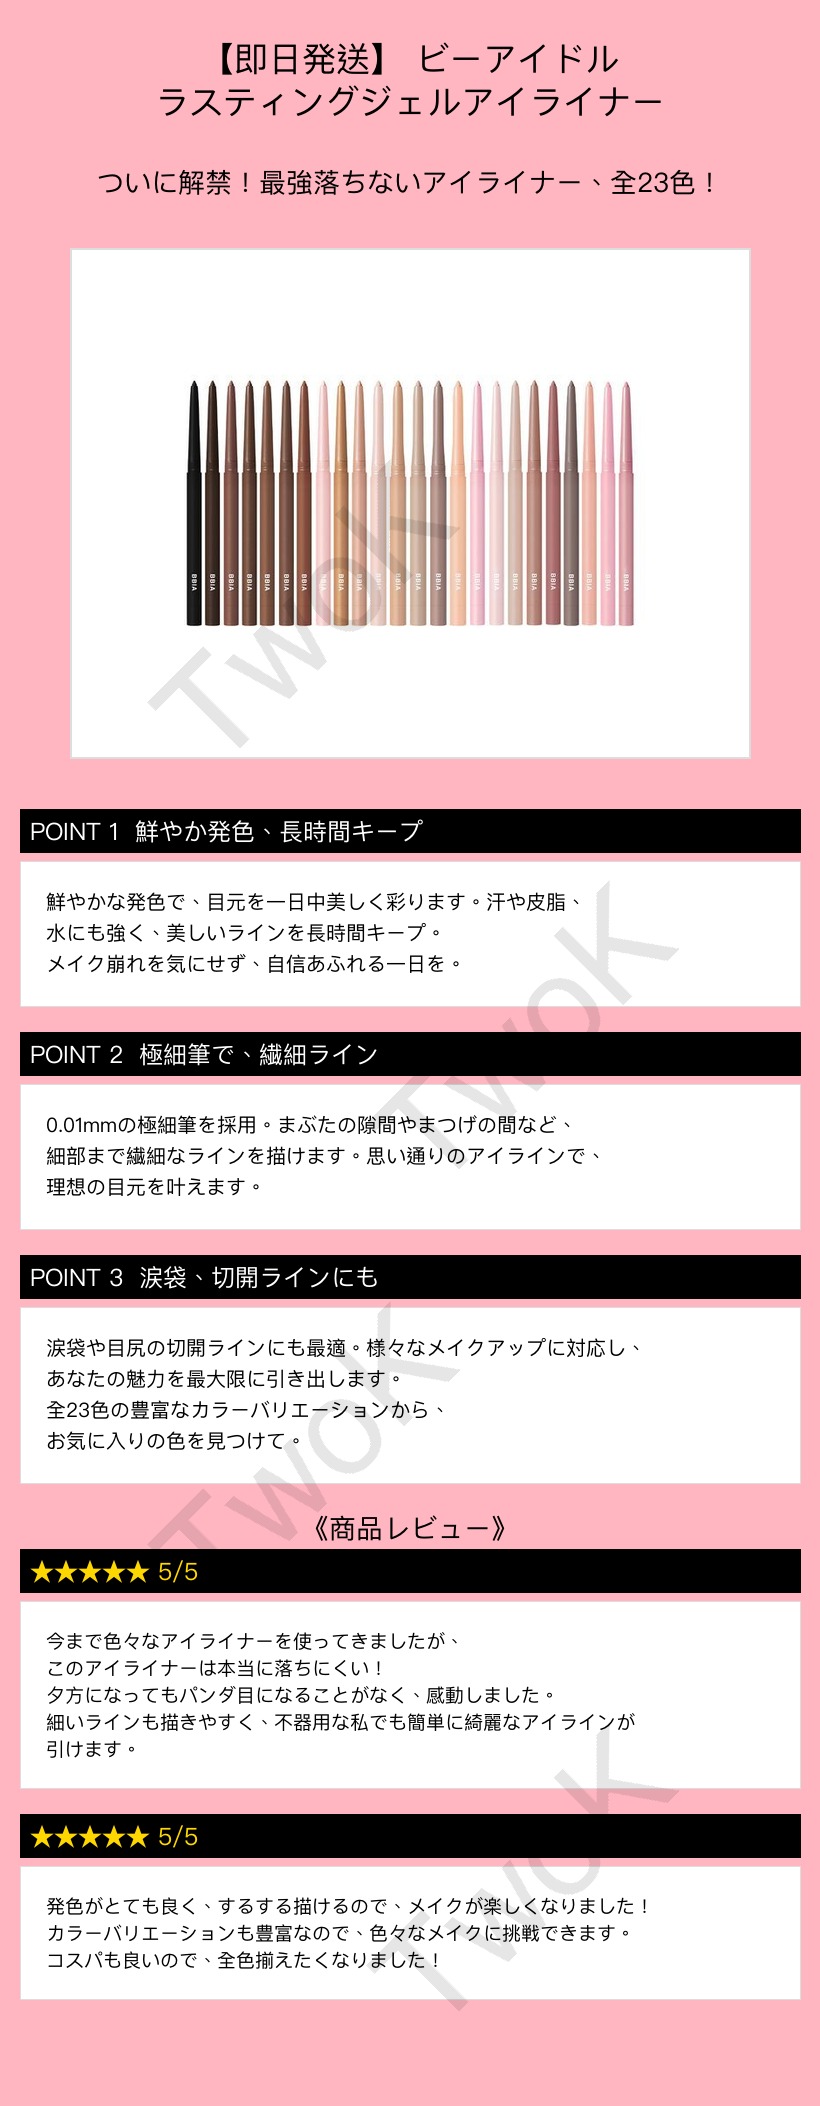 【即日発送】 ビーアイドル
ラスティングジェルアイライナー
ついに解禁！最強落ちないアイライナー、全23色！
BBIA BBIA BBIA BBIA BBIA BBIA BBIA BBIA BBIA BBIA BBIA BBIA BBIA BBIA BBIA BBIA BBIA BBIA BBIA BBIA BBIA BBIA BBIA BBIA
TwoK
POINT 1 鮮やか発色、長時間キープ
鮮やかな発色で、目元を一日中美しく彩ります。汗や皮脂、
水にも強く、美しいラインを長時間キープ。
メイク崩れを気にせず、自信あふれる一日を。
TwoK
POINT 2 極細筆で、繊細ライン
0.01mmの極細筆を採用。まぶたの隙間やまつげの間など、
細部まで繊細なラインを描けます。思い通りのアイラインで、
理想の目元を叶えます。
POINT 3 涙袋、切開ラインにも
涙袋や目尻の切開ラインにも最適。様々なメイクアップに対応し、
あなたの魅力を最大限に引き出します。
全23色の豊富なカラーバリエーションから、
お気に入りの色を見つけて。
TwoK
《商品レビュー》
★★★★★ 5/5
今まで色々なアイライナーを使ってきましたが、
このアイライナーは本当に落ちにくい！
夕方になってもパンダ目になることがなく、感動しました。
細いラインも描きやすく、不器用な私でも簡単に綺麗なアイラインが
引けます。
★★★★★ 5/5
TwoK
発色がとても良く、するする描けるので、メイクが楽しくなりました！
カラーバリエーションも豊富なので、色々なメイクに挑戦できます。
コスパも良いので、全色揃えたくなりました！